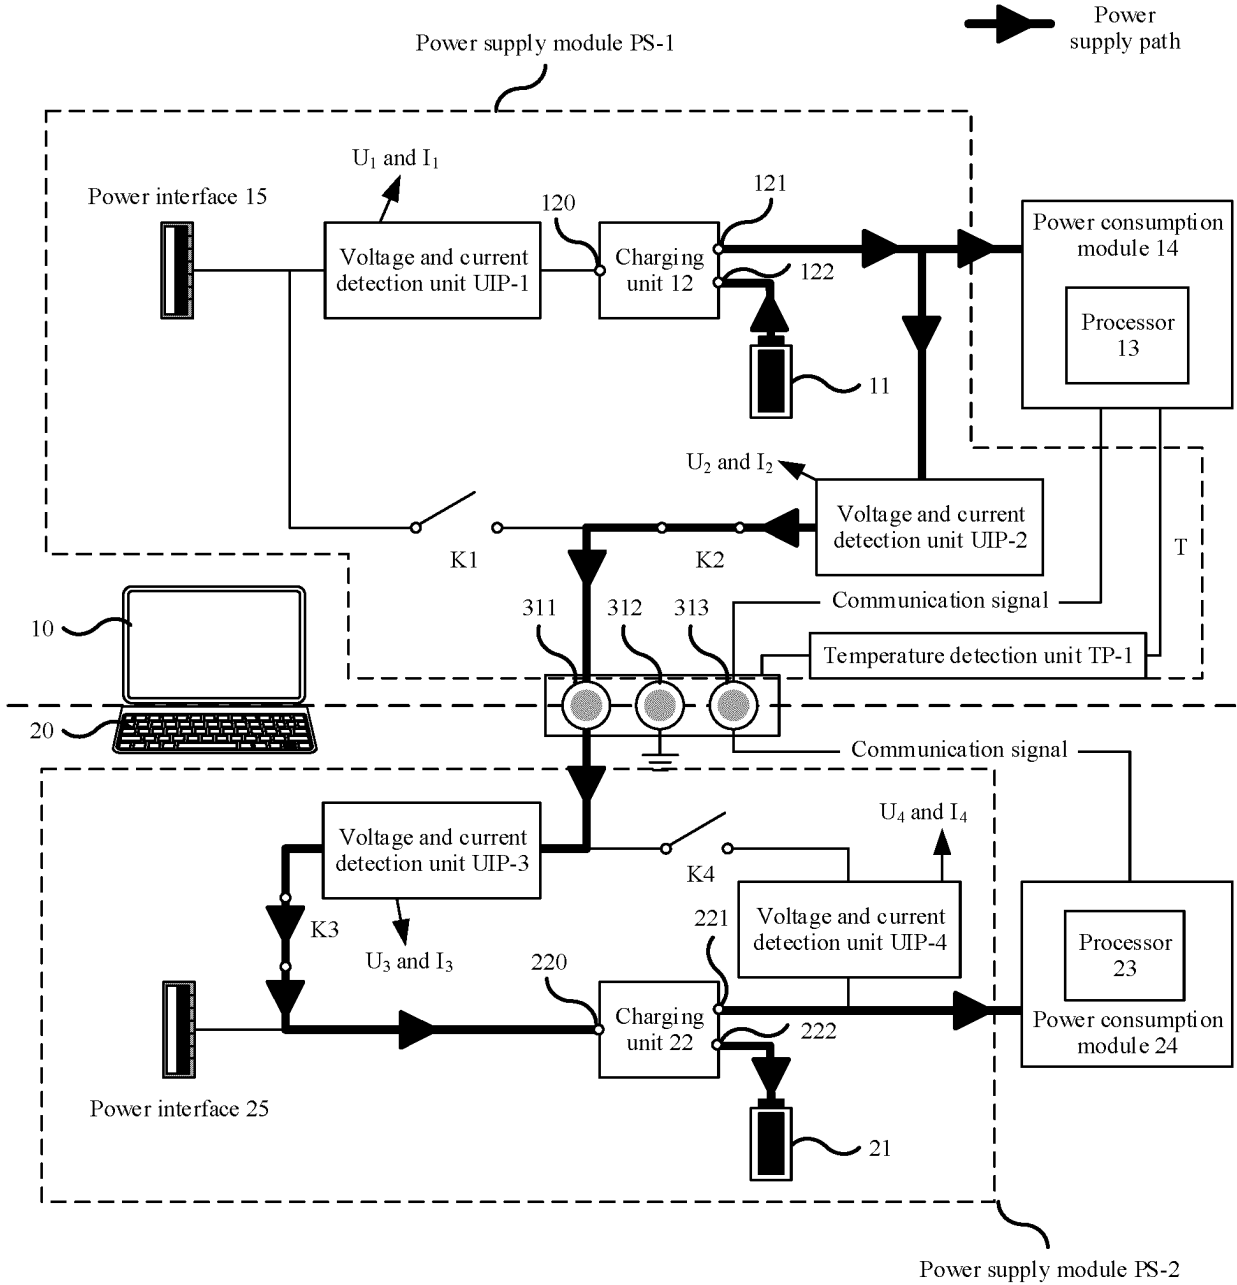 Power
supply path
Power supply module PS-1
U1 and I1
Power interface 15
120
121
Voltage and current
detection unit UIP-1
Charging
unit 12
122
Power consumption
module 14
Processor
13
11
U2 and I2
Voltage and current
detection unit UIP-2
K1
K2
T
311
312
313
Communication signal
10
Temperature detection unit TP-1
20
Communication signal
U4 and I4
Voltage and current
detection unit UIP-3
K4
Voltage and current
detection unit UIP-4
K3
221
U3 and I3
220
Processor
23
Charging
unit 22
222
Power consumption
module 24
Power interface 25
21
Power supply module PS-2